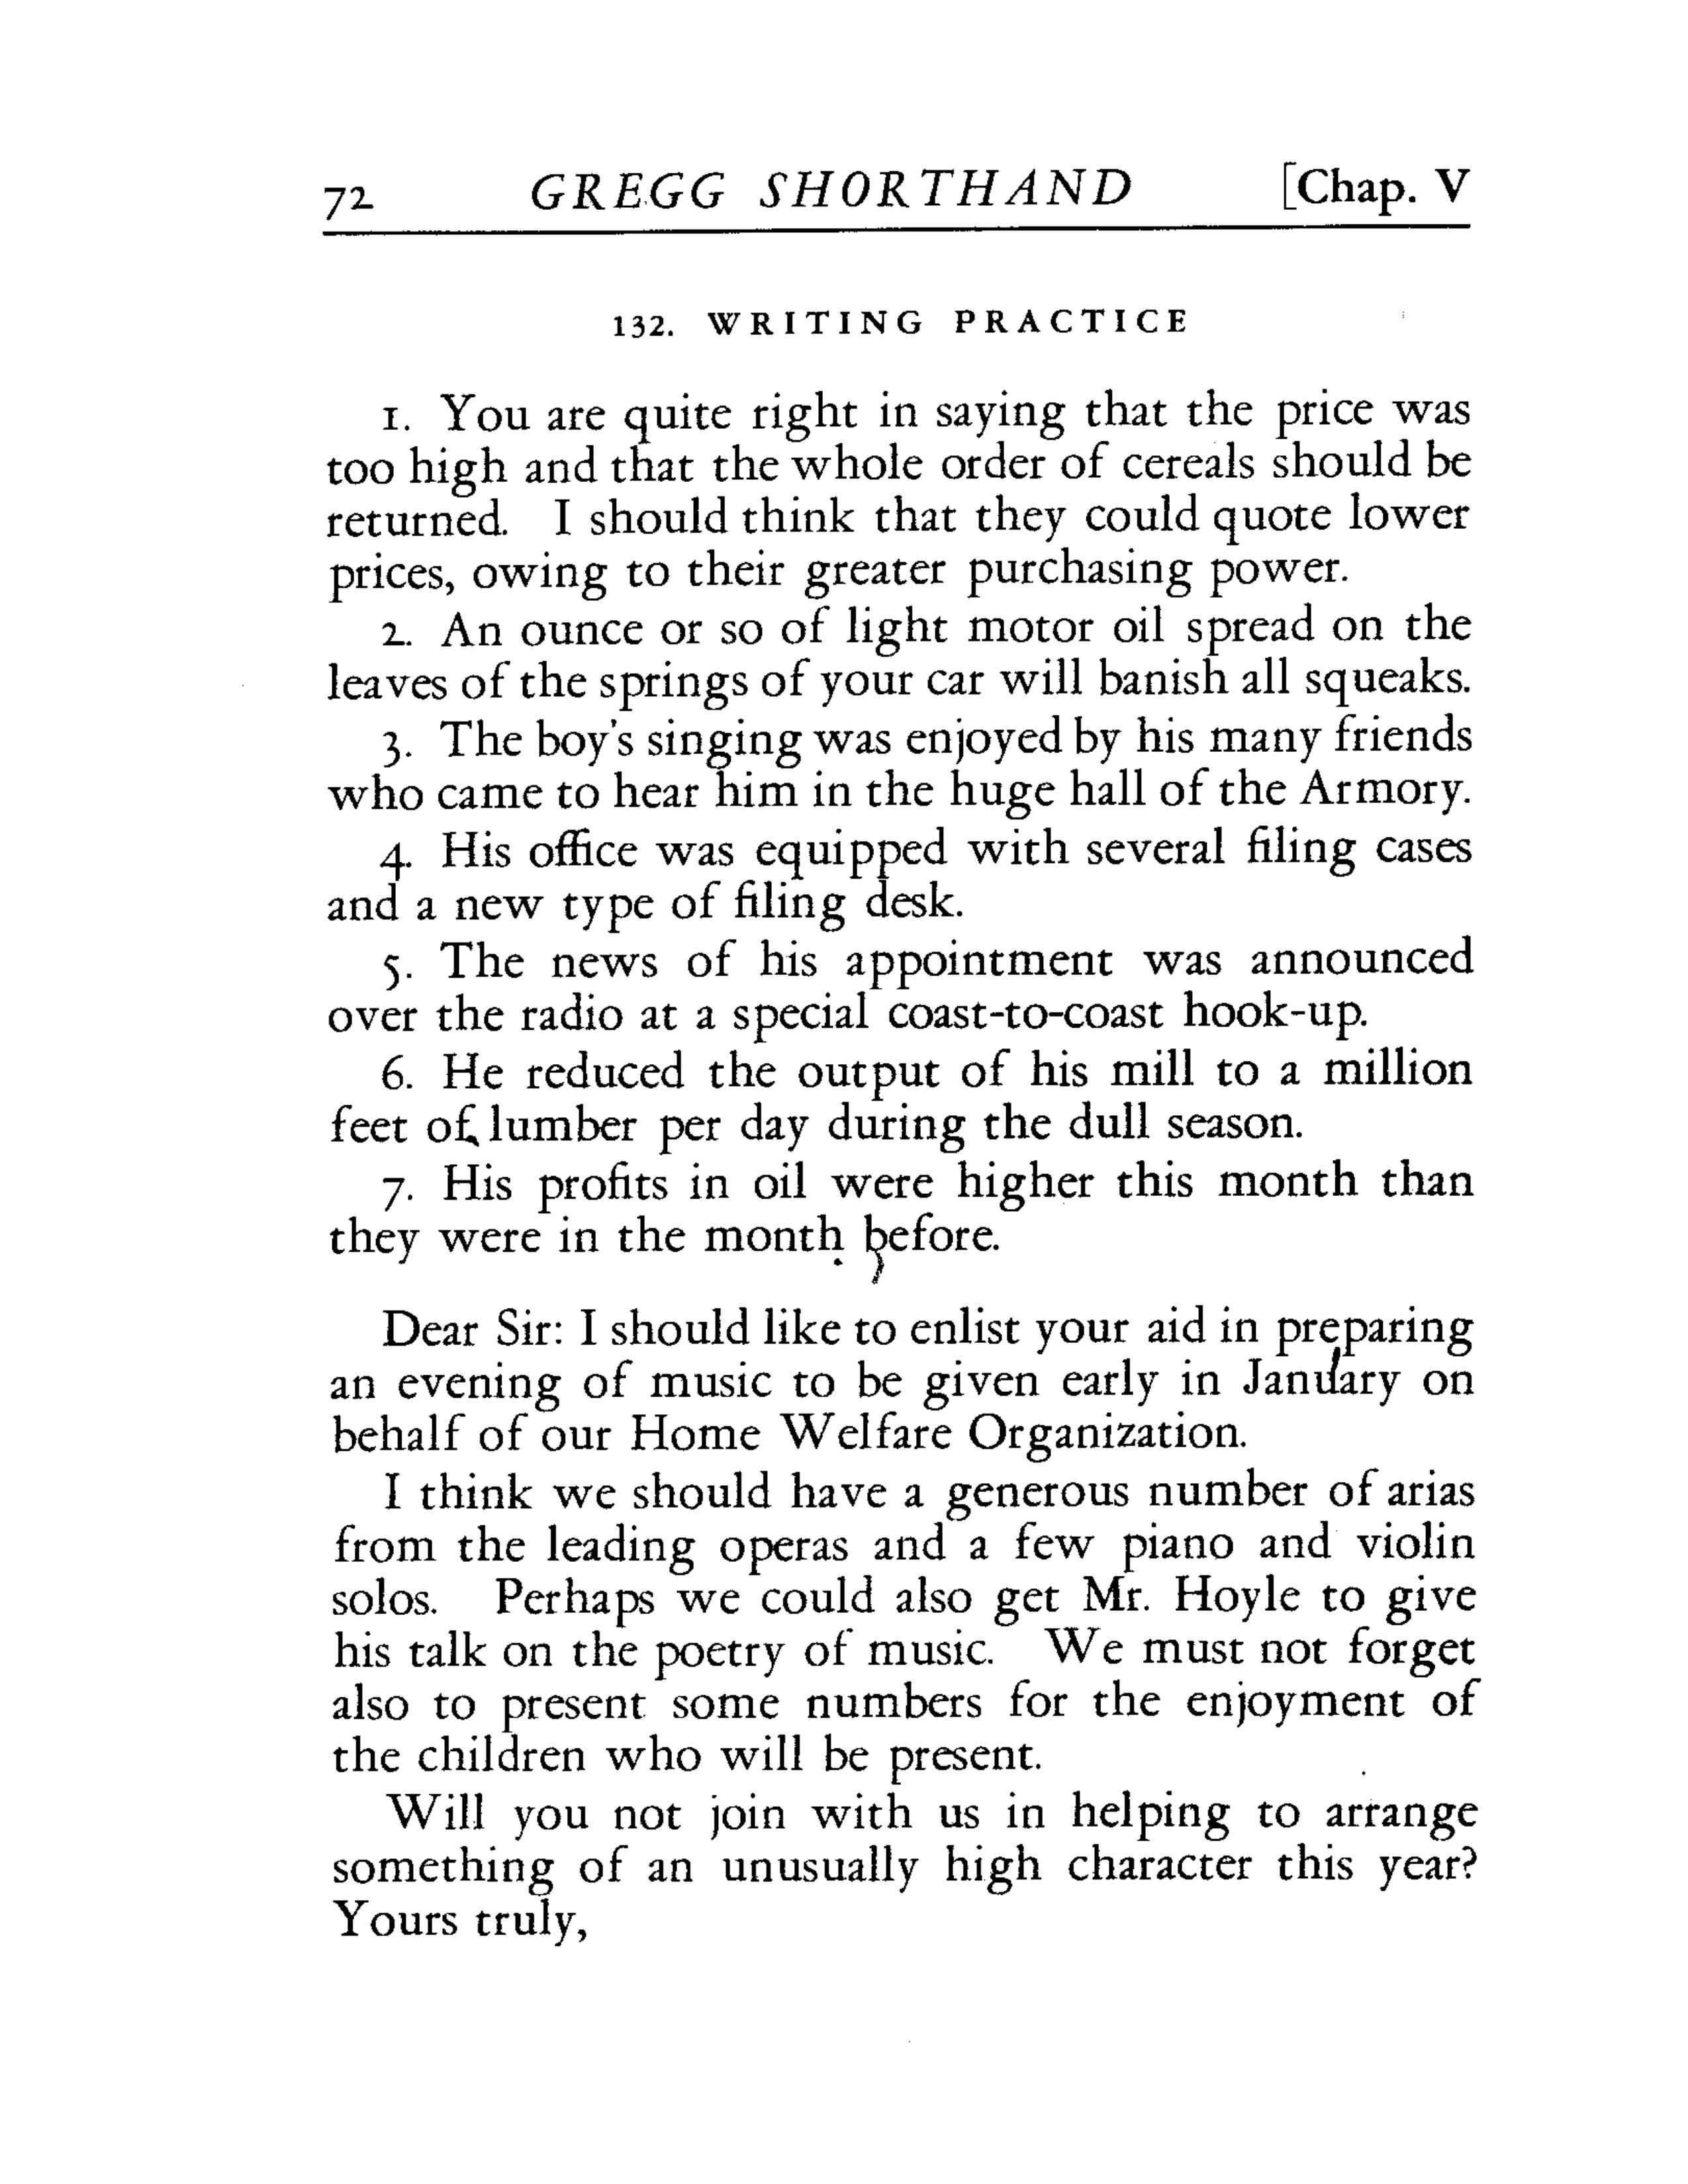 72 GREGG SHORTHAND [Chap. V
132. WRITING PRACTICE
1. You are quite right in saying that the price was
too high and that the whole order of cereals should be
returned. I should think that they could quote lower
prices, owing to their greater purchasing power.
2. An ounce or so of light motor oil spread on the
leaves of the springs of your car will banish all squeaks.
3. The boy's singing was enjoyed by his many friends
who came to hear him in the huge hall of the Armory.
4. His office was equipped with several filing cases
and a new type of filing desk.
5. The news of his appointment was announced
over the radio at a special coast-to-coast hook-up.
6. He reduced the output of his mill to a million
feet of lumber per day during the dull season.
7. His profits in oil were higher this month than
they were in the month before.
Dear Sir: I should like to enlist your aid in preparing
an evening of music to be given early in January on
behalf of our Home Welfare Organization.
I think we should have a generous number of arias
from the leading operas and a few piano and violin
solos. Perhaps we could also get Mr. Hoyle to give
his talk on the poetry of music. We must not forget
also to present some numbers for the enjoyment of
the children who will be present.
Will you not join with us in helping to arrange
something of an unusually high character this year?
Yours truly,